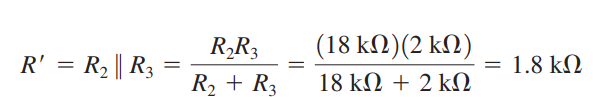 R' = R₂ ∥ R₃ = R₂R₃ / (R₂ + R₃) = (18 kΩ)(2 kΩ) / (18 kΩ + 2 kΩ) = 1.8 kΩ